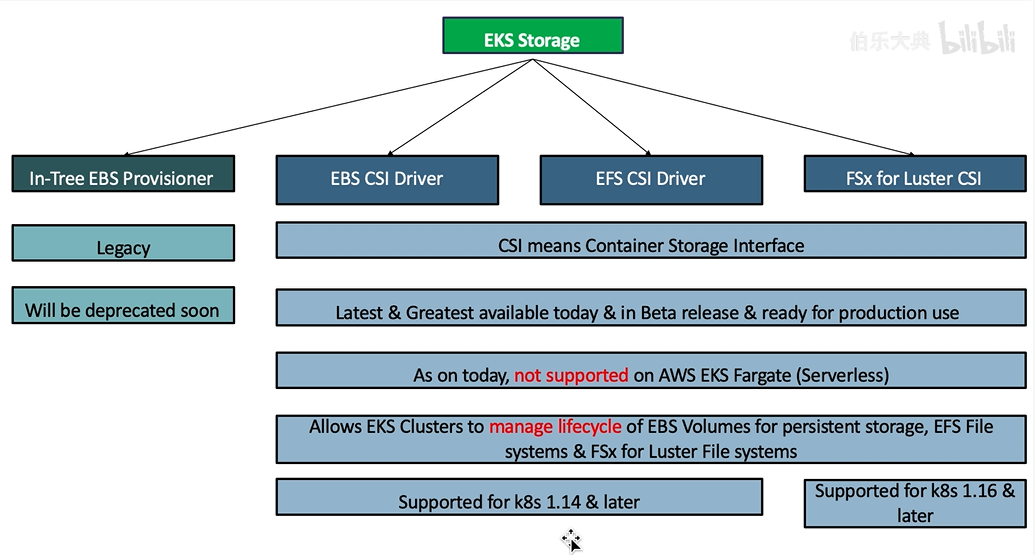 EKS Storage
伯乐大典 bilibili
In-Tree EBS Provisioner
EBS CSI Driver
EFS CSI Driver
FSx for Luster CSI
Legacy
CSI means Container Storage Interface
Will be deprecated soon
Latest & Greatest available today & in Beta release & ready for production use
As on today, not supported on AWS EKS Fargate (Serverless)
Allows EKS Clusters to manage lifecycle of EBS Volumes for persistent storage, EFS File
systems & FSx for Luster File systems
Supported for k8s 1.14 & later
Supported for k8s 1.16 &
later